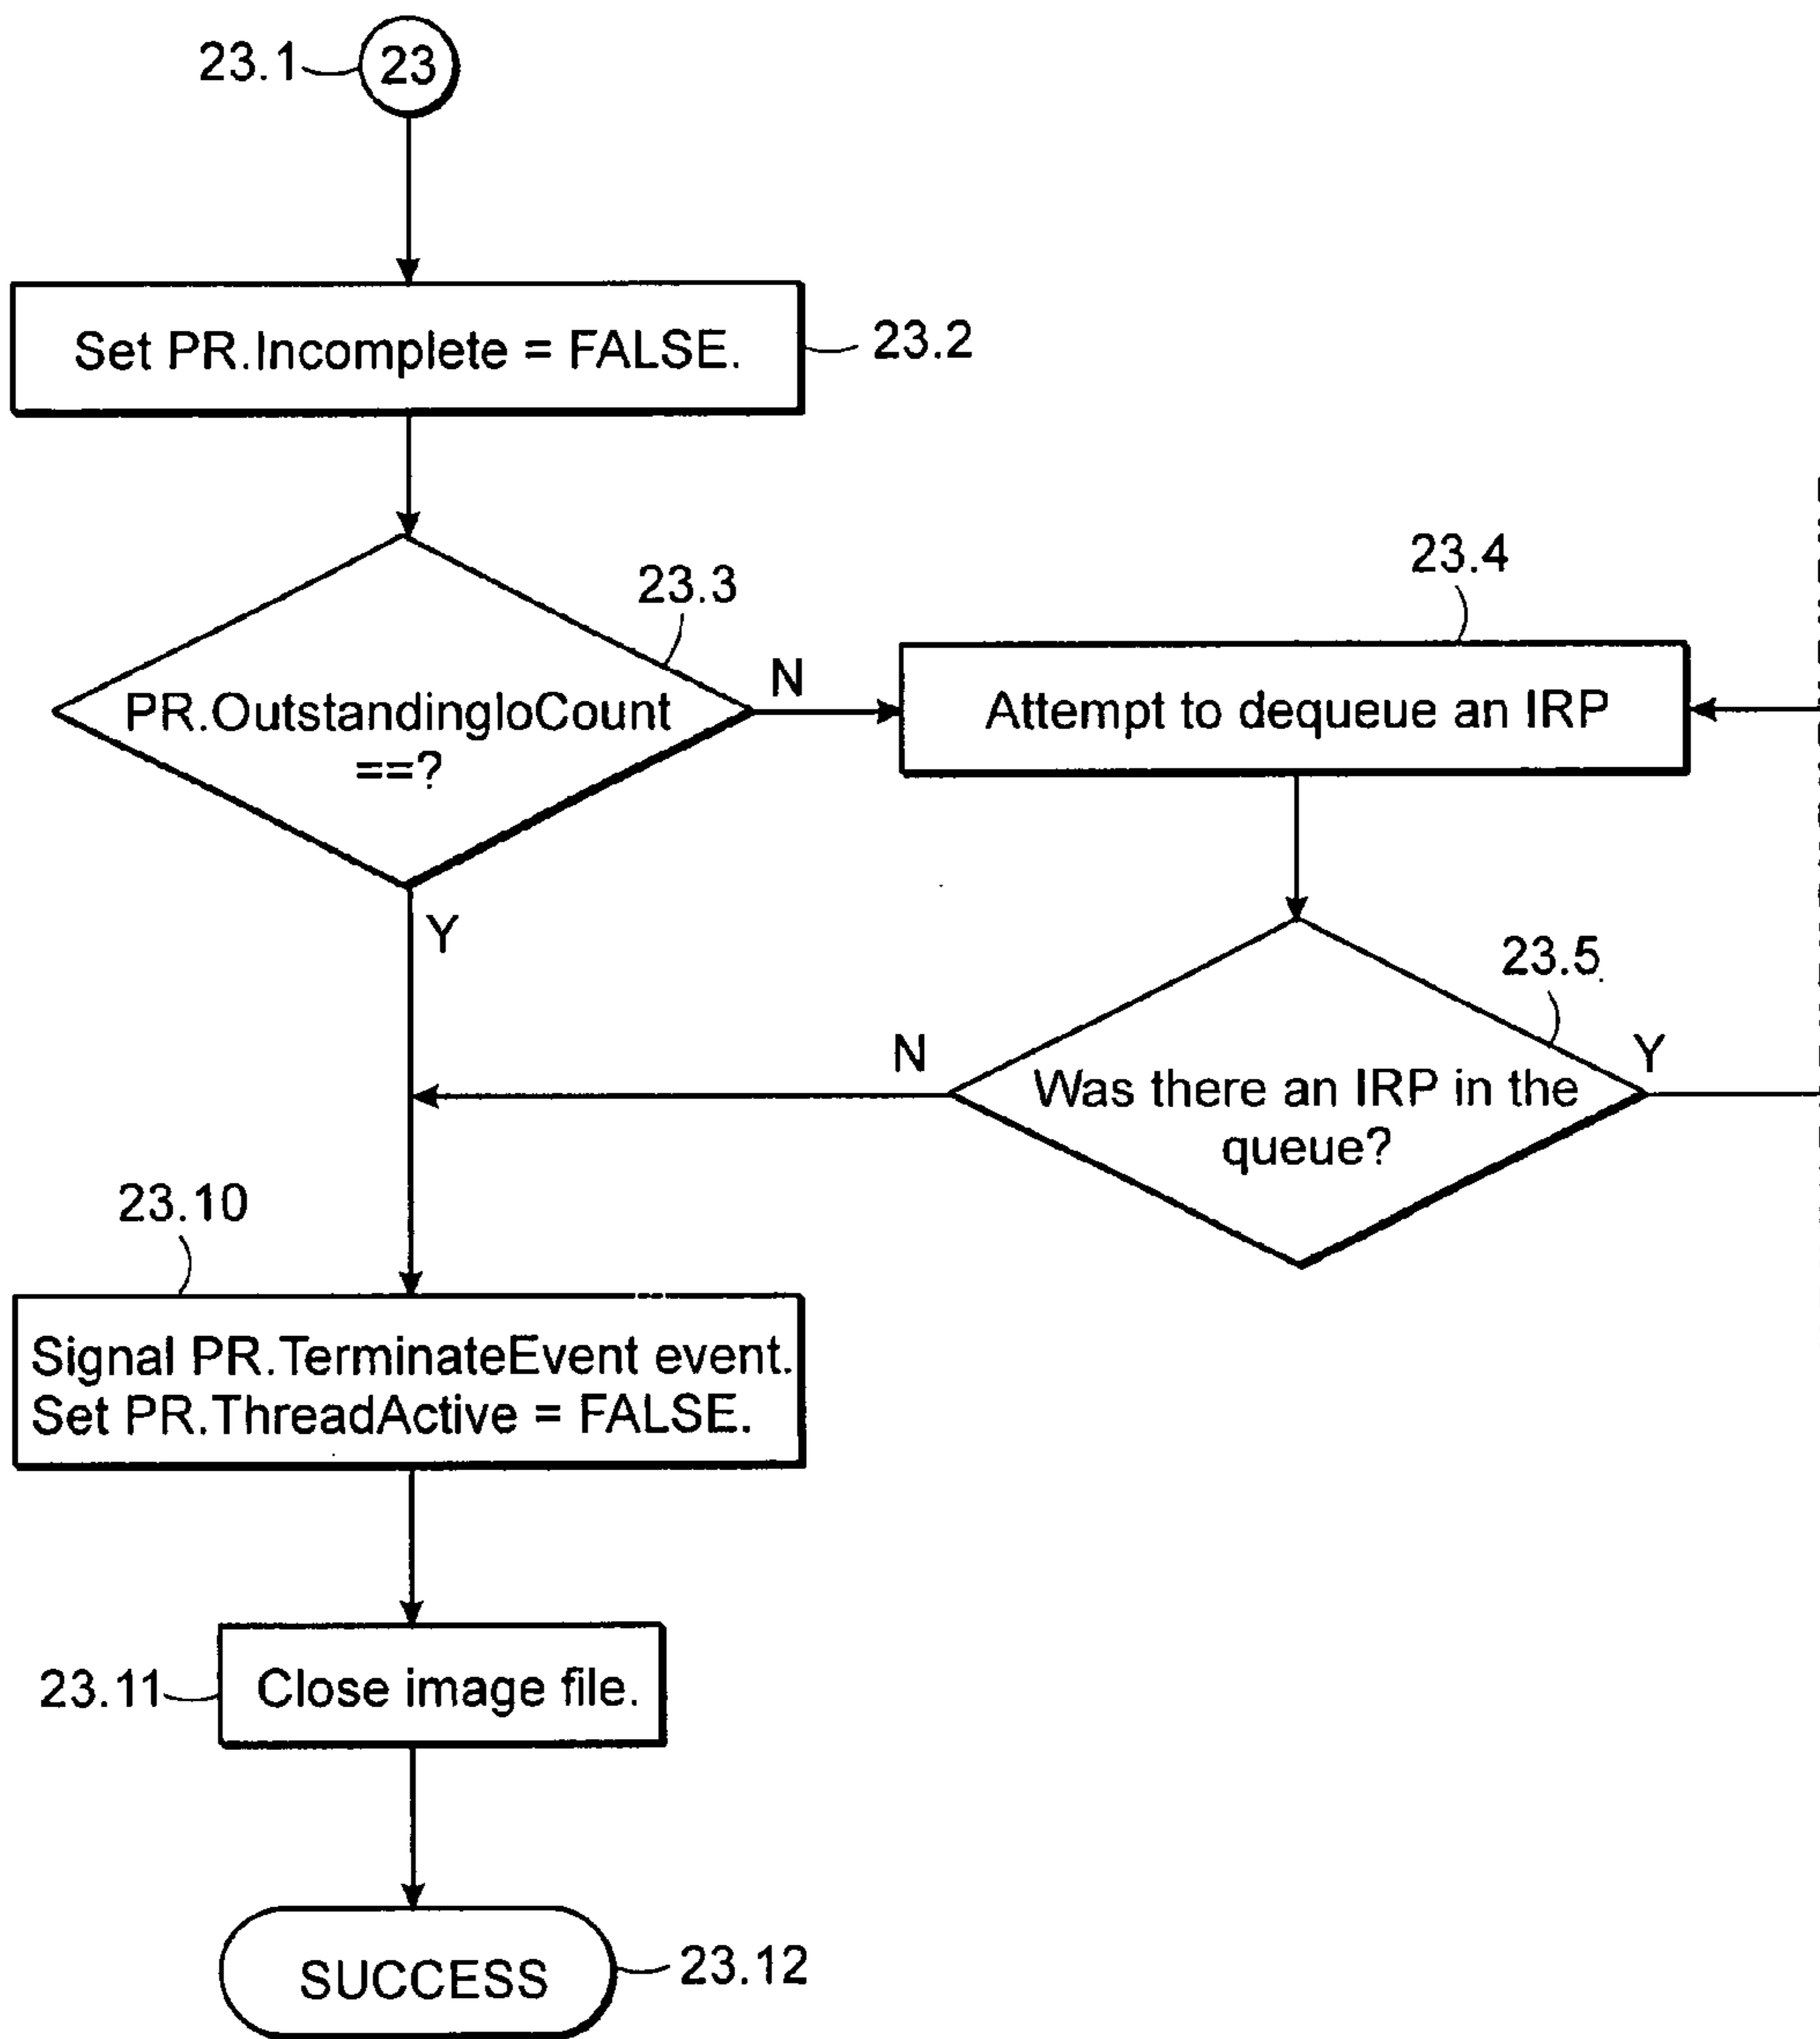 23.1
23
Set PR.Incomplete = FALSE.
23.2
23.3
PR.OutstandingIoCount
==?
N
Y
23.4
Attempt to dequeue an IRP
23.5
Was there an IRP in the
queue?
N
Y
23.10
Signal PR.TerminateEvent event.
Set PR.ThreadActive = FALSE.
23.11
Close image file.
SUCCESS
23.12